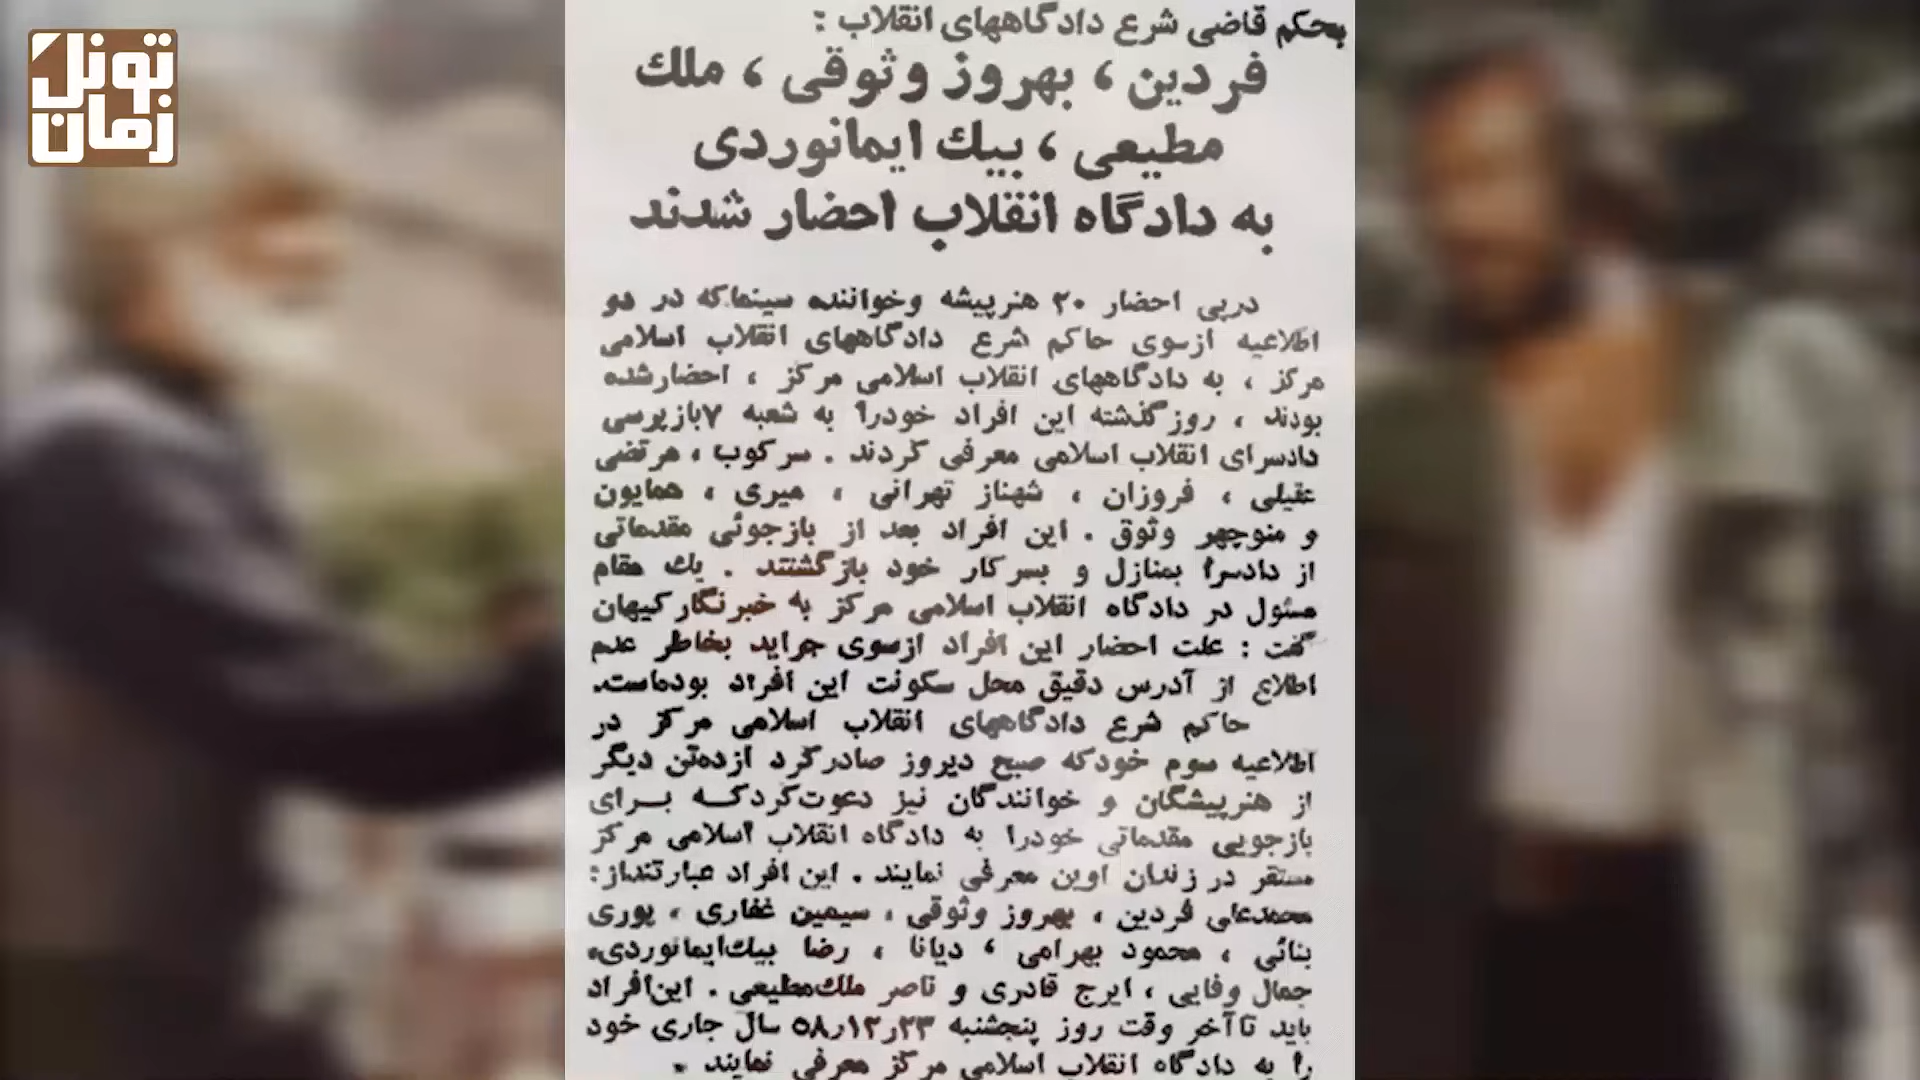 تونل
زمان
بحکم قاضی شرع دادگاههای انقلاب :
فردین ، بهروز وثوقی ، ملك
مطیعی ، بيك ایمانوردی
به دادگاه انقلاب احضار شدند
درپی احضار ۲۰ هنرپیشه وخواننده سینماکه در دو
اطلاعیه ازسوی حاکم شرع دادگاههای انقلاب اسلامی
مرکز ، به دادگاههای انقلاب اسلامی مرکز ، احضارشده
بودند ، روزگذشته این افراد خودرا به شعبه ۷بازپرسی
دادسرای انقلاب اسلامی معرفی کردند . سرکوب ، مرتضی
عقیلی ، فروزان ، شهناز تهرانی ، میری ، همایون
و منوچهر وثوق . این افراد بعد از بازجوئی مقدماتی
از دادسرا بمنازل و بسرکار خود بازگشتند . يك مقام
مسئول در دادگاه انقلاب اسلامی مرکز به خبرنگارکیهان
گفت : علت احضار این افراد ازسوی جراید بخاطر عدم
اطلاع از آدرس دقیق محل سکونت این افراد بوده‌است.
حاکم شرع دادگاههای انقلاب اسلامی مرکز در
اطلاعیه سوم خودکه صبح دیروز صادرکرد ازده‌تن دیگر
از هنرپیشگان و خوانندگان نیز دعوت‌کردکه برای
بازجویی مقدماتی خودرا به دادگاه انقلاب اسلامی مرکز
مستقر در زندان اوین معرفی نمایند . این افراد عبارتنداز:
محمدعلی فردین ، بهروز وثوقی ، سیمین غفاری ، پوری
بنائی ، محمود بهرامی ، دیانا ، رضا بيك‌ایمانوردی،
جمال وفایی ، ایرج قادری و ناصر ملك‌مطیعی . این‌افراد
باید تاآخر وقت روز پنجشنبه ۲۳ر۱۲ر۵۸ سال جاری خود
را به دادگاه انقلاب اسلامی مرکز معرفی نمایند .